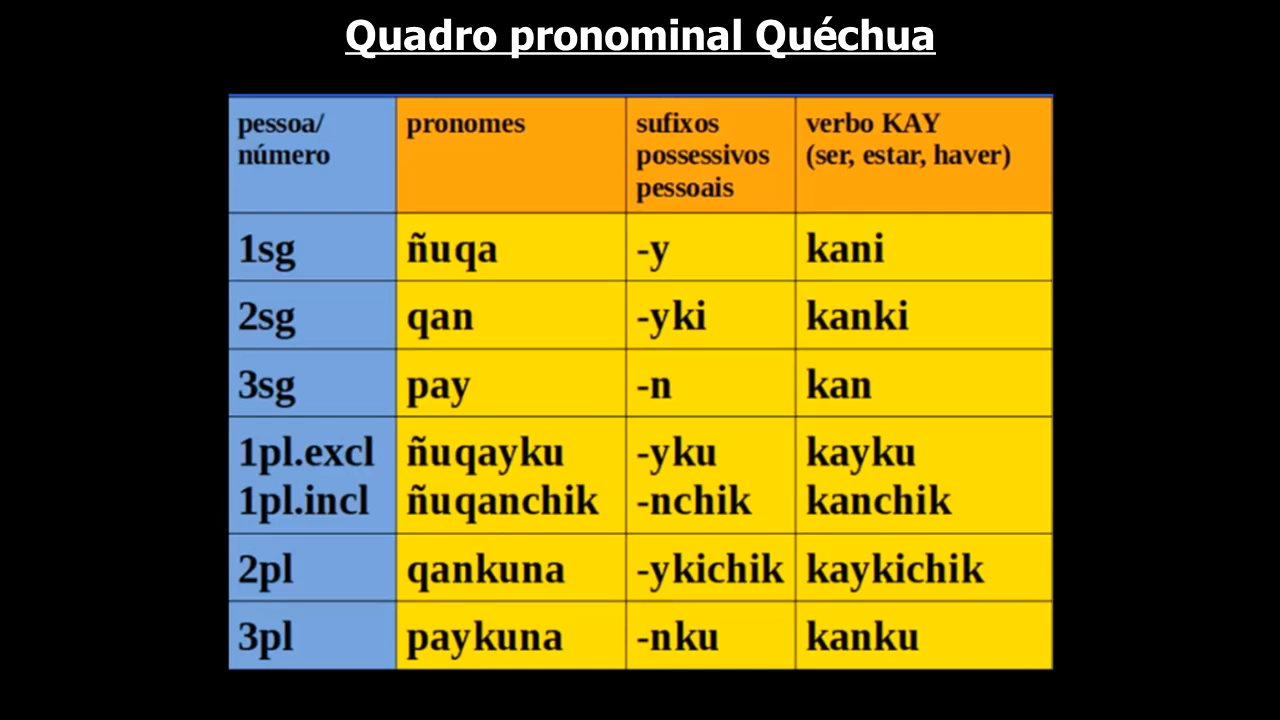 Quadro pronominal Quéchua
pessoa/
número
pronomes
sufixos
possessivos
pessoais
verbo KAY
(ser, estar, haver)
1sg ñuqa -y kani
2sg qan -yki kanki
3sg pay -n kan
1pl.excl ñuqayku -yku kayku
1pl.incl ñuqanchik -nchik kanchik
2pl qankuna -ykichik kaykichik
3pl paykuna -nku kanku